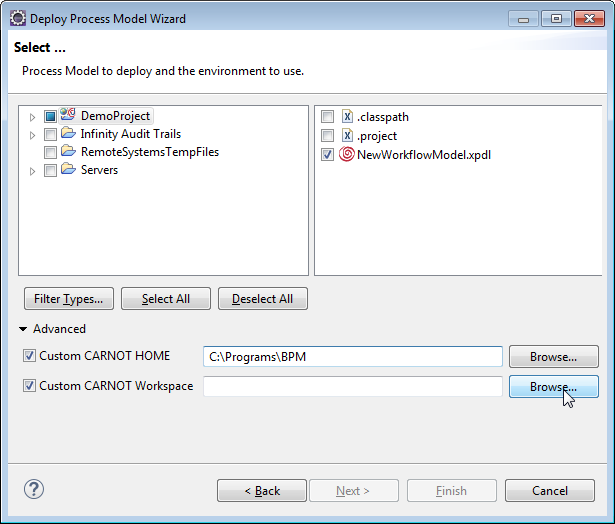 Deploy Process Model Wizard
Select ...
Process Model to deploy and the environment to use.
DemoProject
Infinity Audit Trails
RemoteSystemsTempFiles
Servers
.classpath
.project
NewWorkflowModel.xpdl
Filter Types... Select All Deselect All
Advanced
Custom CARNOT HOME C:\Programs\BPM Browse...
Custom CARNOT Workspace Browse...
? < Back Next > Finish Cancel